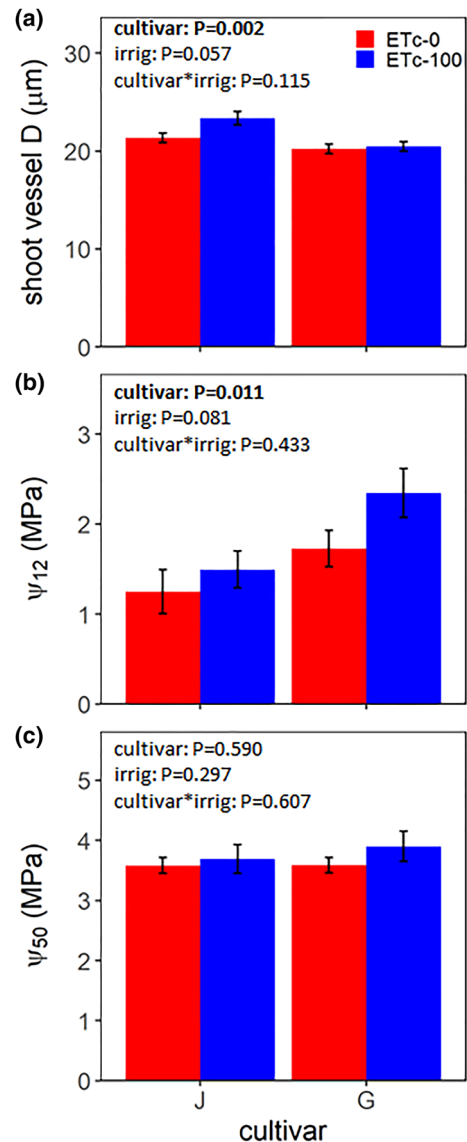 (a)
cultivar: P=0.002
irrig: P=0.057
cultivar*irrig: P=0.115
ETc-0
ETc-100
30
20
10
0
shoot vessel D (μm)
(b)
cultivar: P=0.011
irrig: P=0.081
cultivar*irrig: P=0.433
3
2
1
0
Ψ12 (MPa)
(c)
cultivar: P=0.590
irrig: P=0.297
cultivar*irrig: P=0.607
5
4
3
2
1
0
Ψ50 (MPa)
J G
cultivar